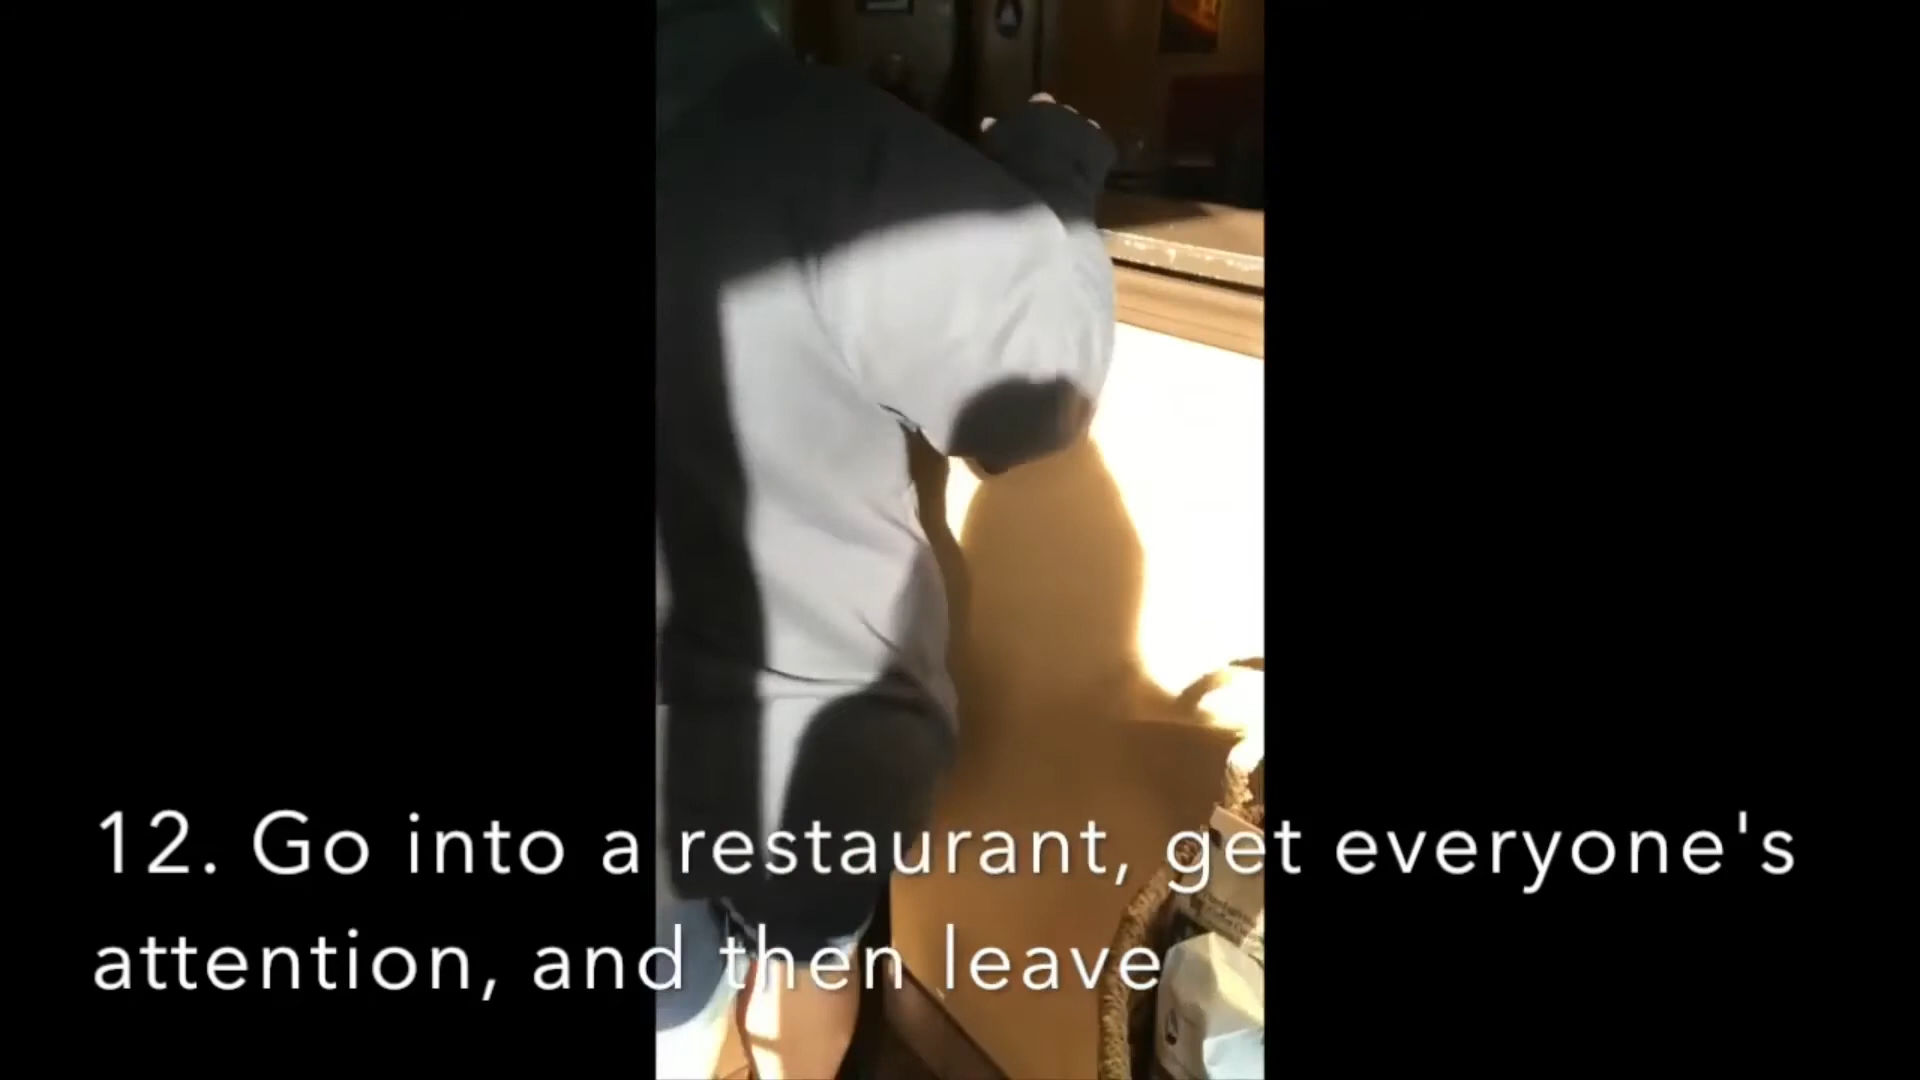 12. Go into a restaurant, get everyone's
attention, and then leave